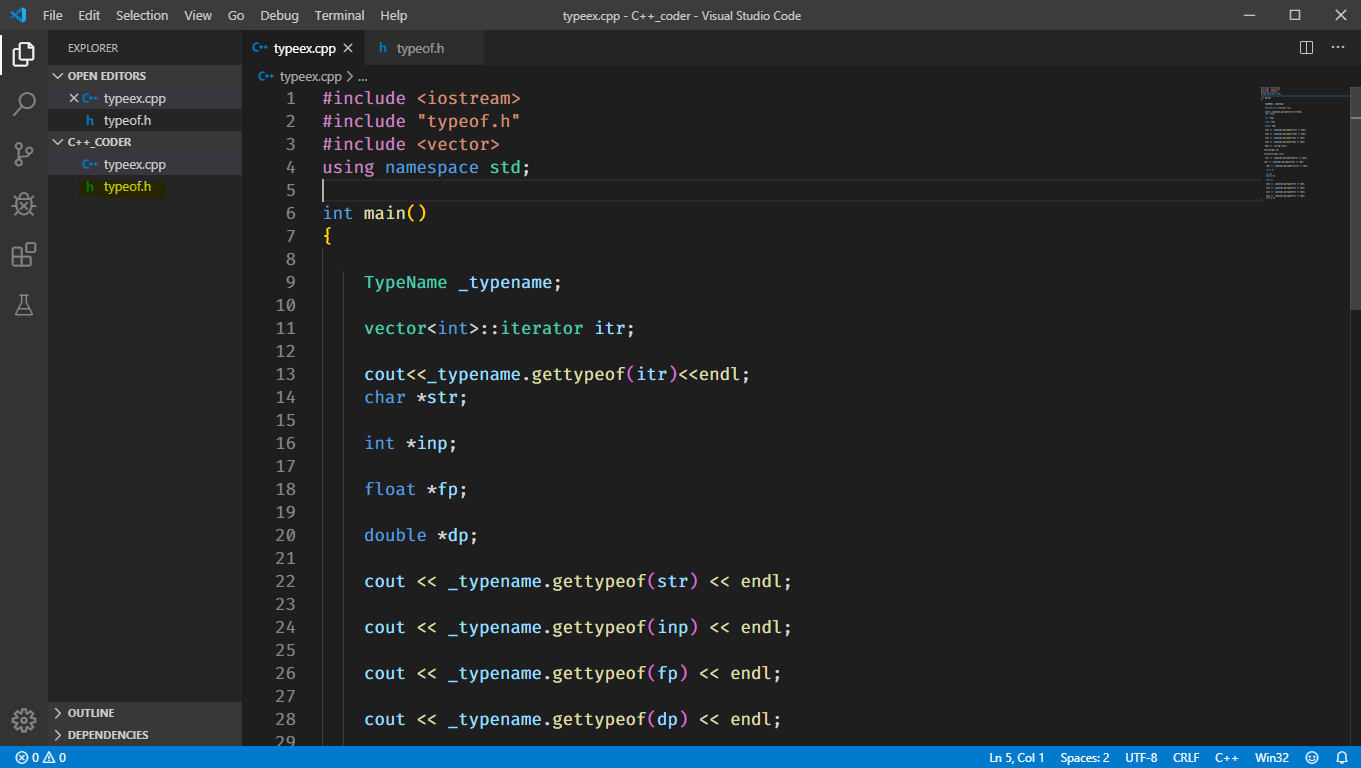 File Edit Selection View Go Debug Terminal Help typeex.cpp - C++_coder - Visual Studio Code
EXPLORER
OPEN EDITORS
typeex.cpp
typeof.h
C++_CODER
typeex.cpp
typeof.h
OUTLINE
DEPENDENCIES
typeex.cpp typeof.h
typeex.cpp > ...
1 #include <iostream>
2 #include "typeof.h"
3 #include <vector>
4 using namespace std;
5
6 int main()
7 {
8
9 TypeName _typename;
10
11 vector<int>::iterator itr;
12
13 cout<<_typename.gettypeof(itr)<<endl;
14 char *str;
15
16 int *inp;
17
18 float *fp;
19
20 double *dp;
21
22 cout << _typename.gettypeof(str) << endl;
23
24 cout << _typename.gettypeof(inp) << endl;
25
26 cout << _typename.gettypeof(fp) << endl;
27
28 cout << _typename.gettypeof(dp) << endl;
29
0 0 Ln 5, Col 1 Spaces: 2 UTF-8 CRLF C++ Win32